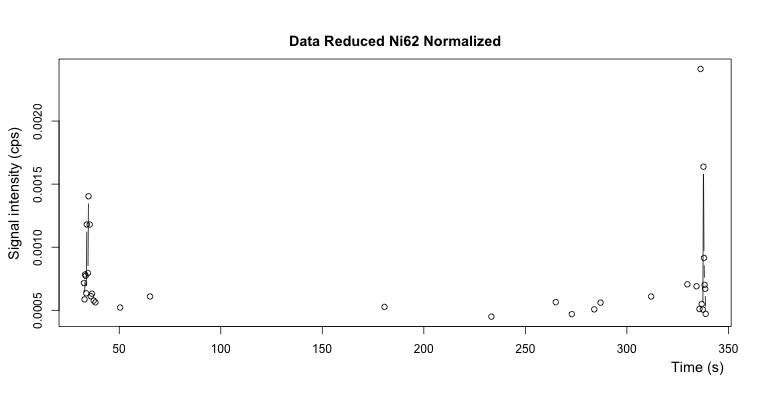 Data Reduced Ni62 Normalized
Signal intensity (cps)
0.0020
0.0015
0.0010
0.0005
50 100 150 200 250 300 350
Time (s)